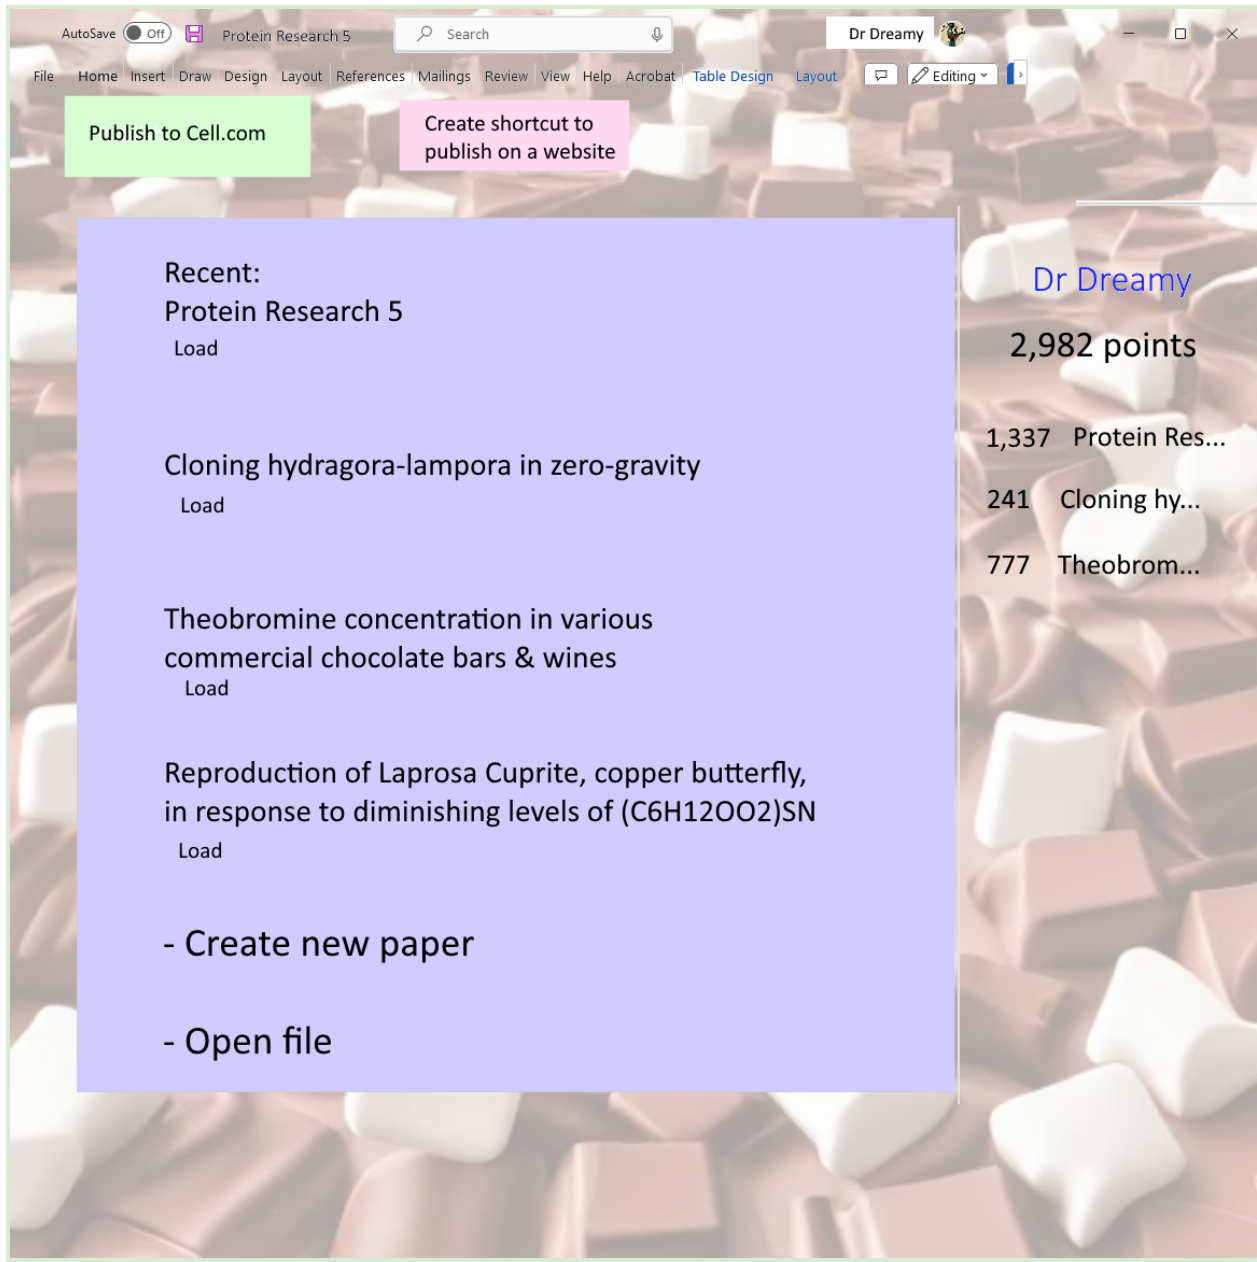 AutoSave Off Protein Research 5 Search Dr Dreamy
File Home Insert Draw Design Layout References Mailings Review View Help Acrobat Table Design Layout Editing
Publish to Cell.com
Create shortcut to
publish on a website
Recent:
Protein Research 5
Load
Cloning hydragora-lampora in zero-gravity
Load
Theobromine concentration in various
commercial chocolate bars & wines
Load
Reproduction of Laprosa Cuprite, copper butterfly,
in response to diminishing levels of (C6H12OO2)SN
Load
- Create new paper
- Open file
Dr Dreamy
2,982 points
1,337 Protein Res...
241 Cloning hy...
777 Theobrom...